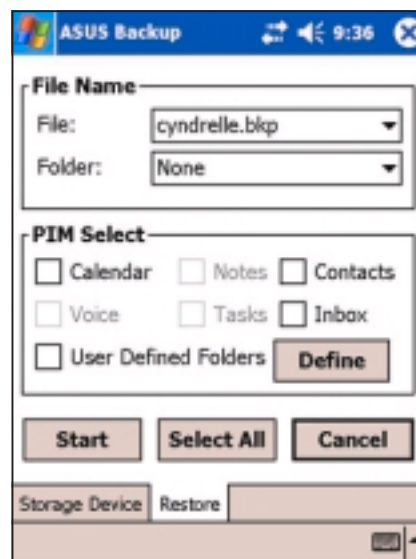 ASUS Backup 9:36
File Name
File: cyndrelle.bkp
Folder: None
PIM Select
Calendar Notes Contacts
Voice Tasks Inbox
User Defined Folders Define
Start Select All Cancel
Storage Device Restore